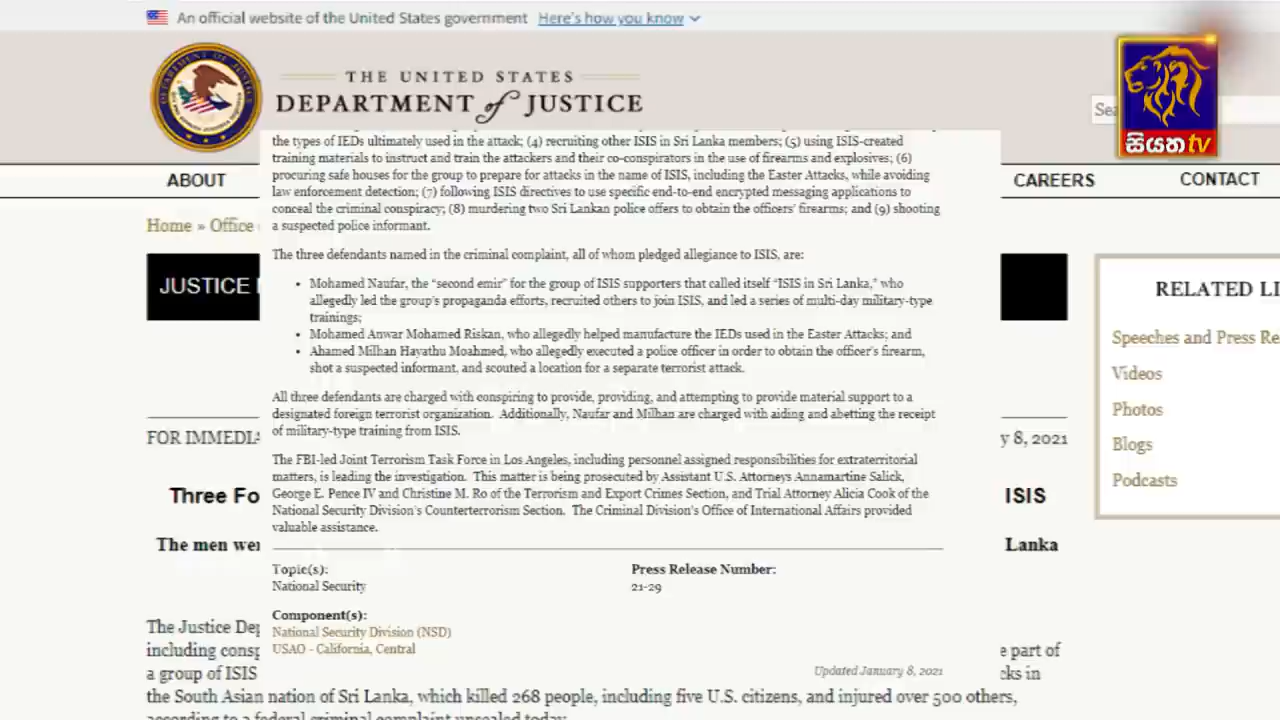 An official website of the United States government Here's how you know
THE UNITED STATES
DEPARTMENT of JUSTICE
සියත tv
ABOUT
CAREERS
CONTACT
Home » Office
JUSTICE
the types of IEDs ultimately used in the attack; (4) recruiting other ISIS in Sri Lanka members; (5) using ISIS-created
training materials to instruct and train the attackers and their co-conspirators in the use of firearms and explosives; (6)
procuring safe houses for the group to prepare for attacks in the name of ISIS, including the Easter Attacks, while avoiding
law enforcement detection; (7) following ISIS directives to use specific end-to-end encrypted messaging applications to
conceal the criminal conspiracy; (8) murdering two Sri Lankan police offers to obtain the officers' firearms; and (9) shooting
a suspected police informant.
The three defendants named in the criminal complaint, all of whom pledged allegiance to ISIS, are:
• Mohamed Naufar, the "second emir" for the group of ISIS supporters that called itself "ISIS in Sri Lanka," who
allegedly led the group's propaganda efforts, recruited others to join ISIS, and led a series of multi-day military-type
trainings;
• Mohamed Anwar Mohamed Riskan, who allegedly helped manufacture the IEDs used in the Easter Attacks; and
• Ahamed Milhan Hayathu Moahmed, who allegedly executed a police officer in order to obtain the officer's firearm,
shot a suspected informant, and scouted a location for a separate terrorist attack.
All three defendants are charged with conspiring to provide, providing, and attempting to provide material support to a
designated foreign terrorist organization. Additionally, Naufar and Milhan are charged with aiding and abetting the receipt
of military-type training from ISIS.
The FBI-led Joint Terrorism Task Force in Los Angeles, including personnel assigned responsibilities for extraterritorial
matters, is leading the investigation. This matter is being prosecuted by Assistant U.S. Attorneys Annamartine Salick,
George E. Pence IV and Christine M. Ro of the Terrorism and Export Crimes Section, and Trial Attorney Alicia Cook of the
National Security Division's Counterterrorism Section. The Criminal Division's Office of International Affairs provided
valuable assistance.
Topic(s):
National Security
Press Release Number:
21-29
Component(s):
National Security Division (NSD)
USAO - California, Central
Updated January 8, 2021
RELATED
Speeches and Press
Videos
Photos
Blogs
Podcasts
FOR
8, 2021
Three
ISIS
The men
Lanka
The Justice
including
part of
a group of ISIS
in
the South Asian nation of Sri Lanka, which killed 268 people, including five U.S. citizens, and injured over 500 others,
according to a federal criminal complaint unsealed today.